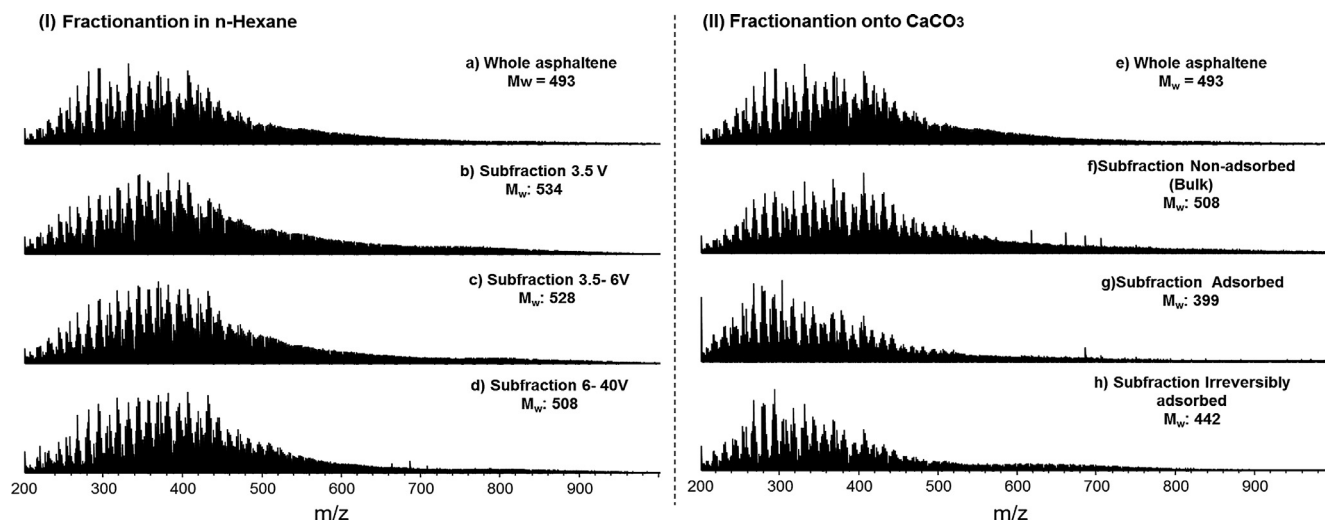 (I) Fractionantion in n-Hexane
a) Whole asphaltene
Mw = 493
b) Subfraction 3.5 V
Mw: 534
c) Subfraction 3.5- 6V
Mw: 528
d) Subfraction 6- 40V
Mw: 508
200 300 400 500 600 700 800 900
m/z
(II) Fractionantion onto CaCO3
e) Whole asphaltene
Mw = 493
f)Subfraction Non-adsorbed
(Bulk)
Mw: 508
g)Subfraction Adsorbed
Mw: 399
h) Subfraction Irreversibly
adsorbed
Mw: 442
200 300 400 500 600 700 800 900
m/z